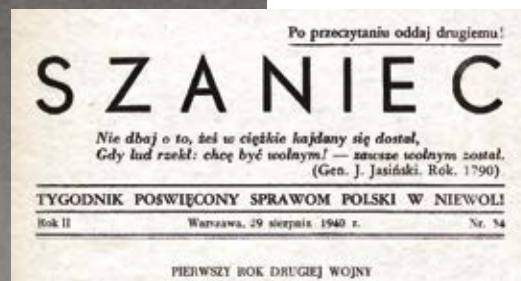 Po przeczytaniu oddaj drugiemu!
SZANIEC
Nie dbaj o to, żeś w ciężkie kajdany się dostał,
Gdy lud rzekł: chcę być wolnym! — zawsze wolnym został.
(Gen. J. Jasiński. Rok. 1790)
TYGODNIK POŚWIĘCONY SPRAWOM POLSKI W NIEWOLI
Rok II Warszawa, 29 sierpnia 1940 r. Nr. 34
PIERWSZY ROK DRUGIEJ WOJNY